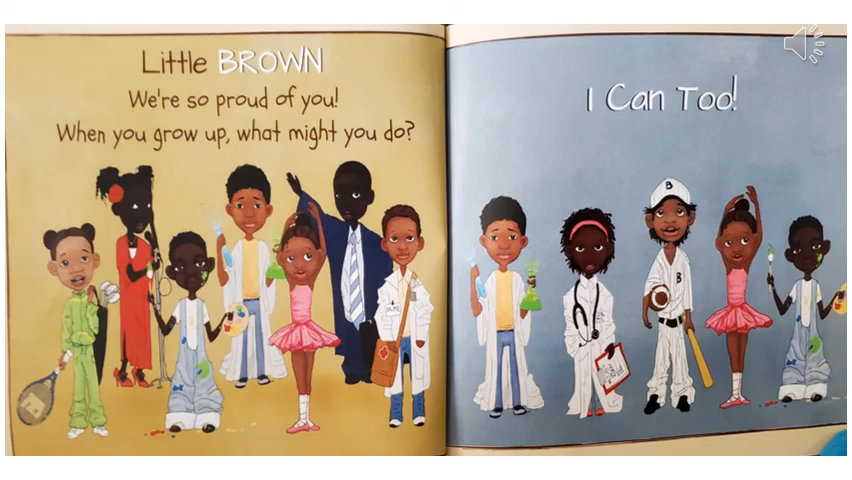 Little BROWN
We're so proud of you!
When you grow up, what might you do?
I Can Too!
B
B